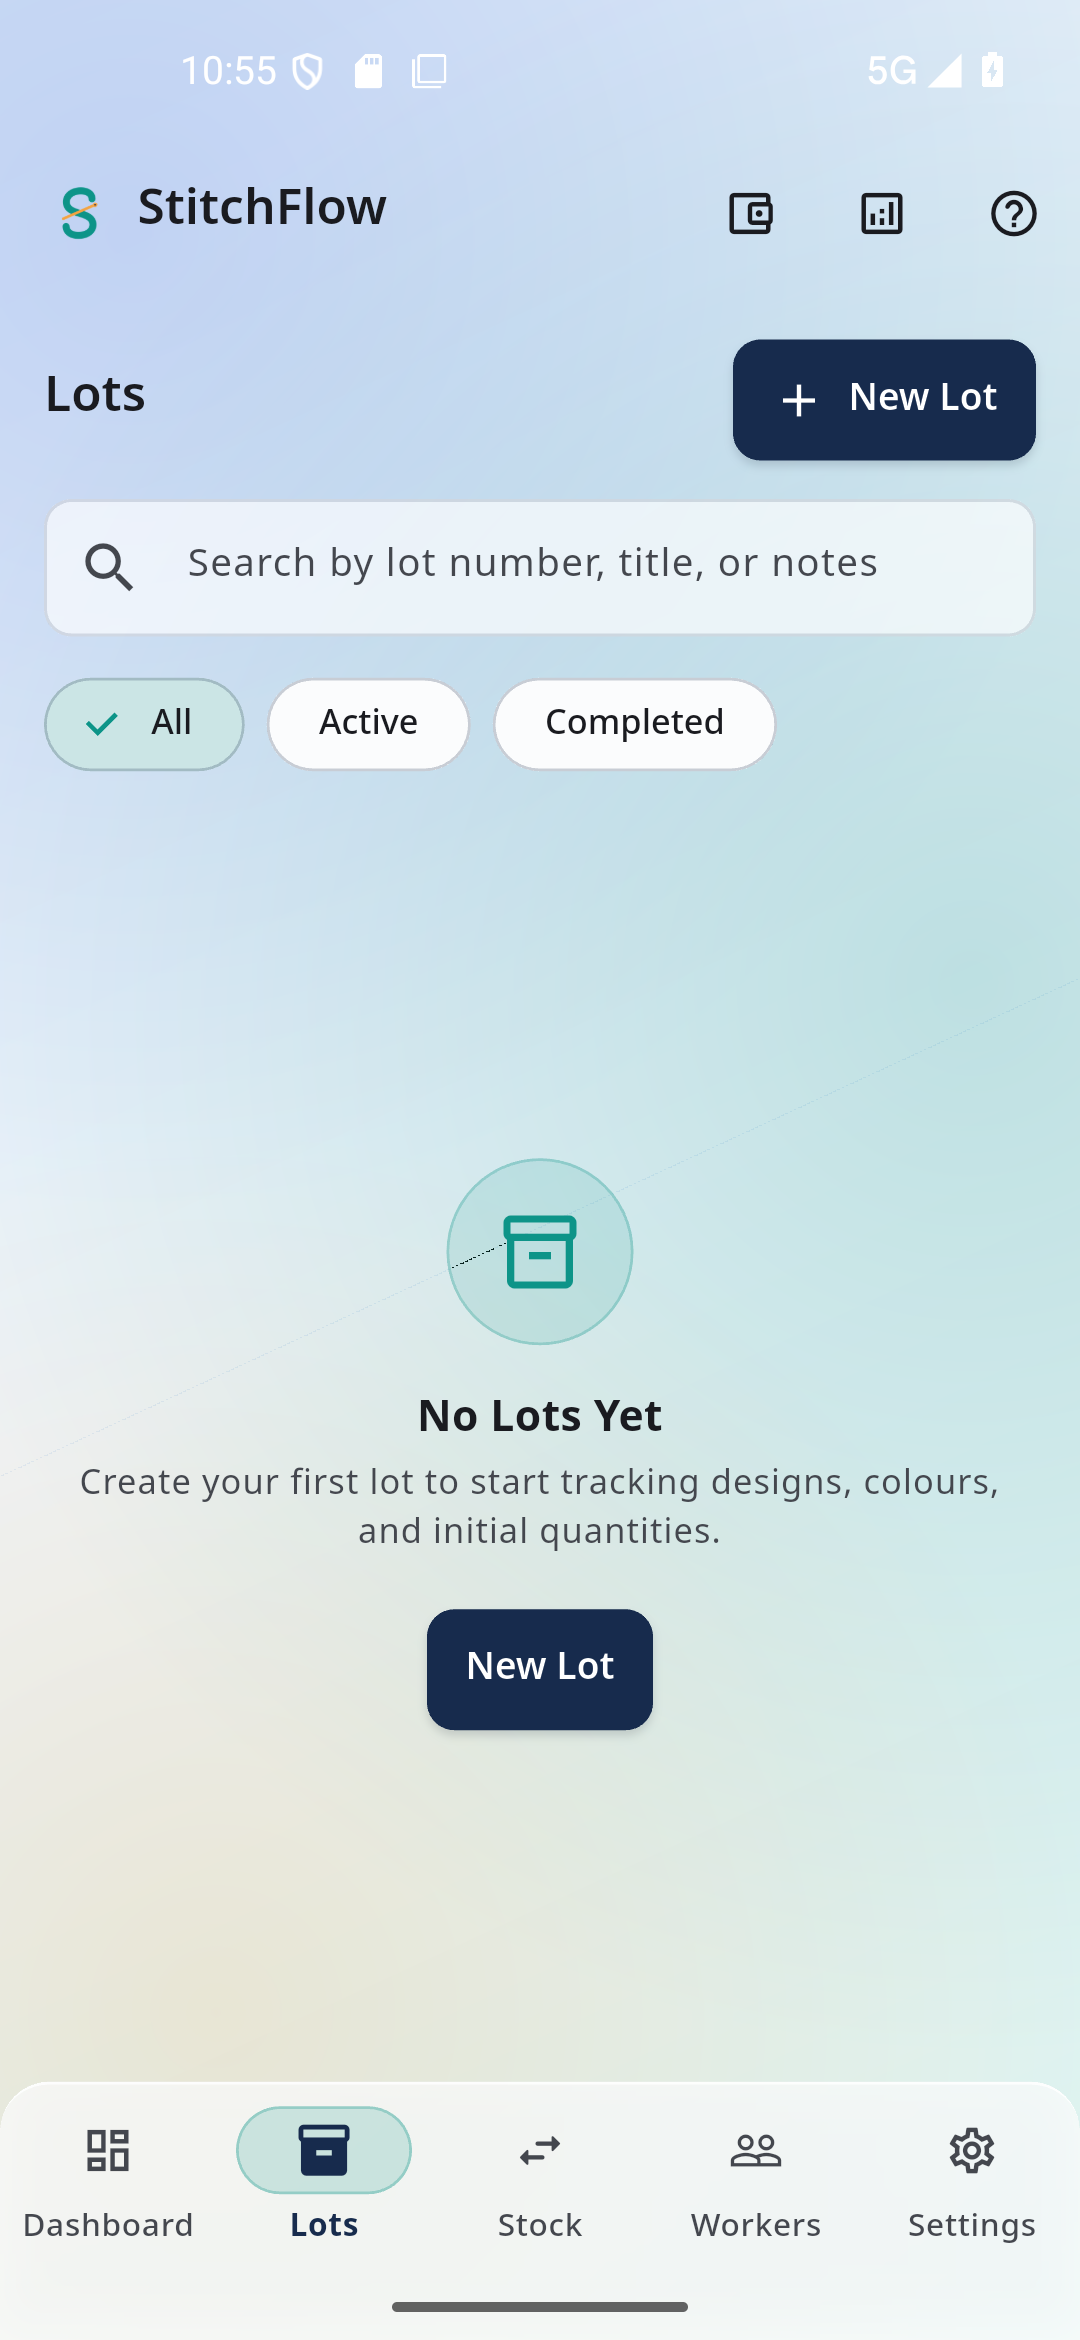 10:55
5G
StitchFlow
Lots
New Lot
Search by lot number, title, or notes
All
Active
Completed
No Lots Yet
Create your first lot to start tracking designs, colours,
and initial quantities.
New Lot
Dashboard
Lots
Stock
Workers
Settings